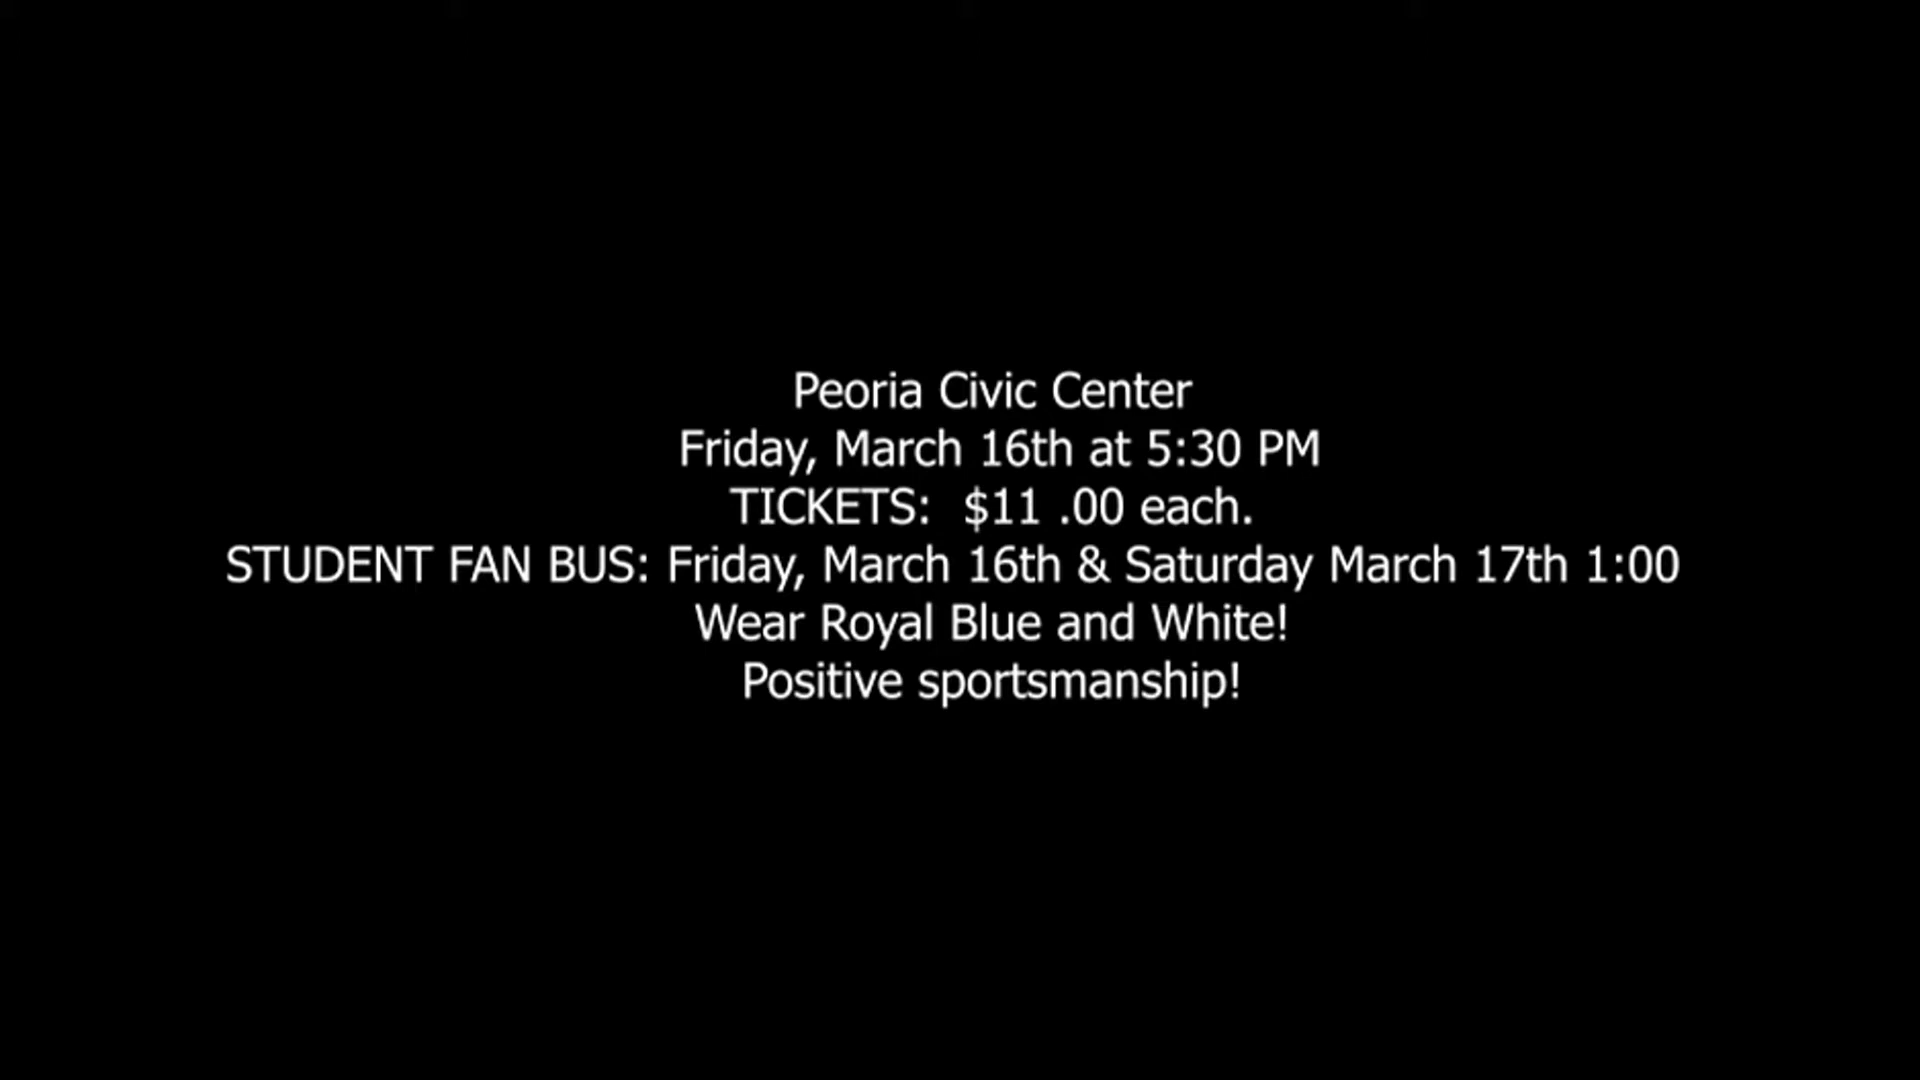 Peoria Civic Center
Friday, March 16th at 5:30 PM
TICKETS:  $11 .00 each.
STUDENT FAN BUS: Friday, March 16th & Saturday March 17th 1:00
Wear Royal Blue and White!
Positive sportsmanship!